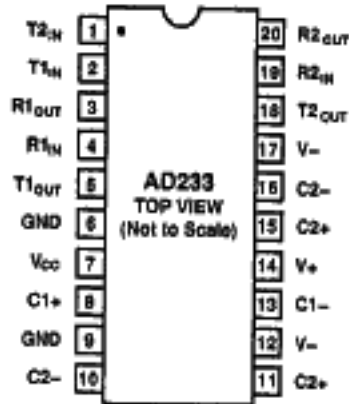 T2IN 1 20 R2OUT
T1IN 2 19 R2IN
R1OUT 3 18 T2OUT
R1IN 4 17 V–
T1OUT 5 16 C2–
GND 6 15 C2+
VCC 7 14 V+
C1+ 8 13 C1–
GND 9 12 V–
C2– 10 11 C2+
AD233
TOP VIEW
(Not to Scale)